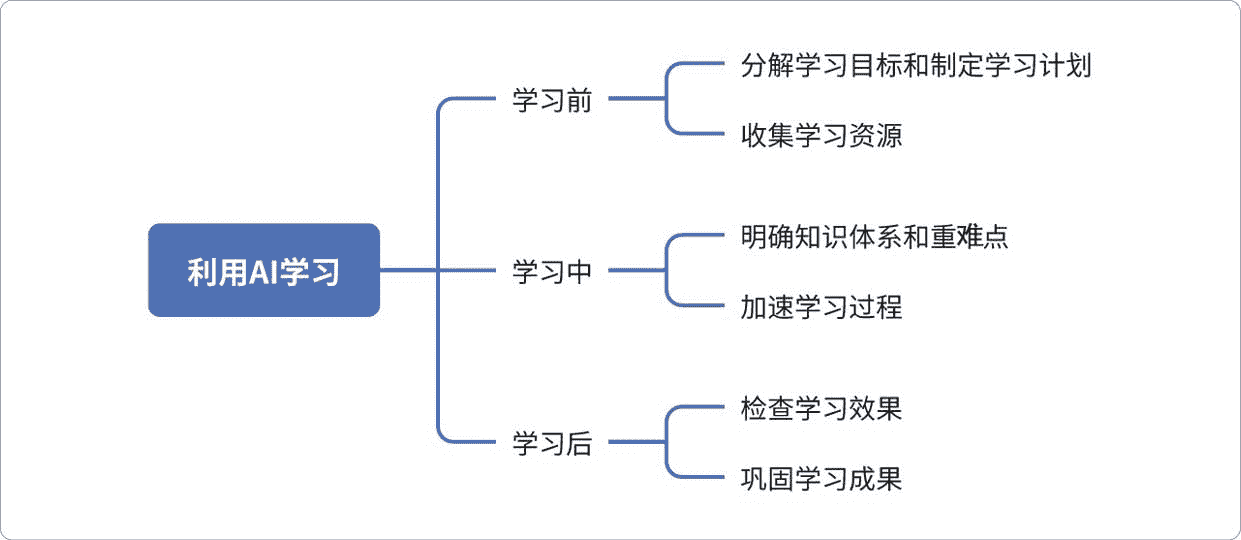 利用AI学习
学习前
分解学习目标和制定学习计划
收集学习资源
学习中
明确知识体系和重难点
加速学习过程
学习后
检查学习效果
巩固学习成果